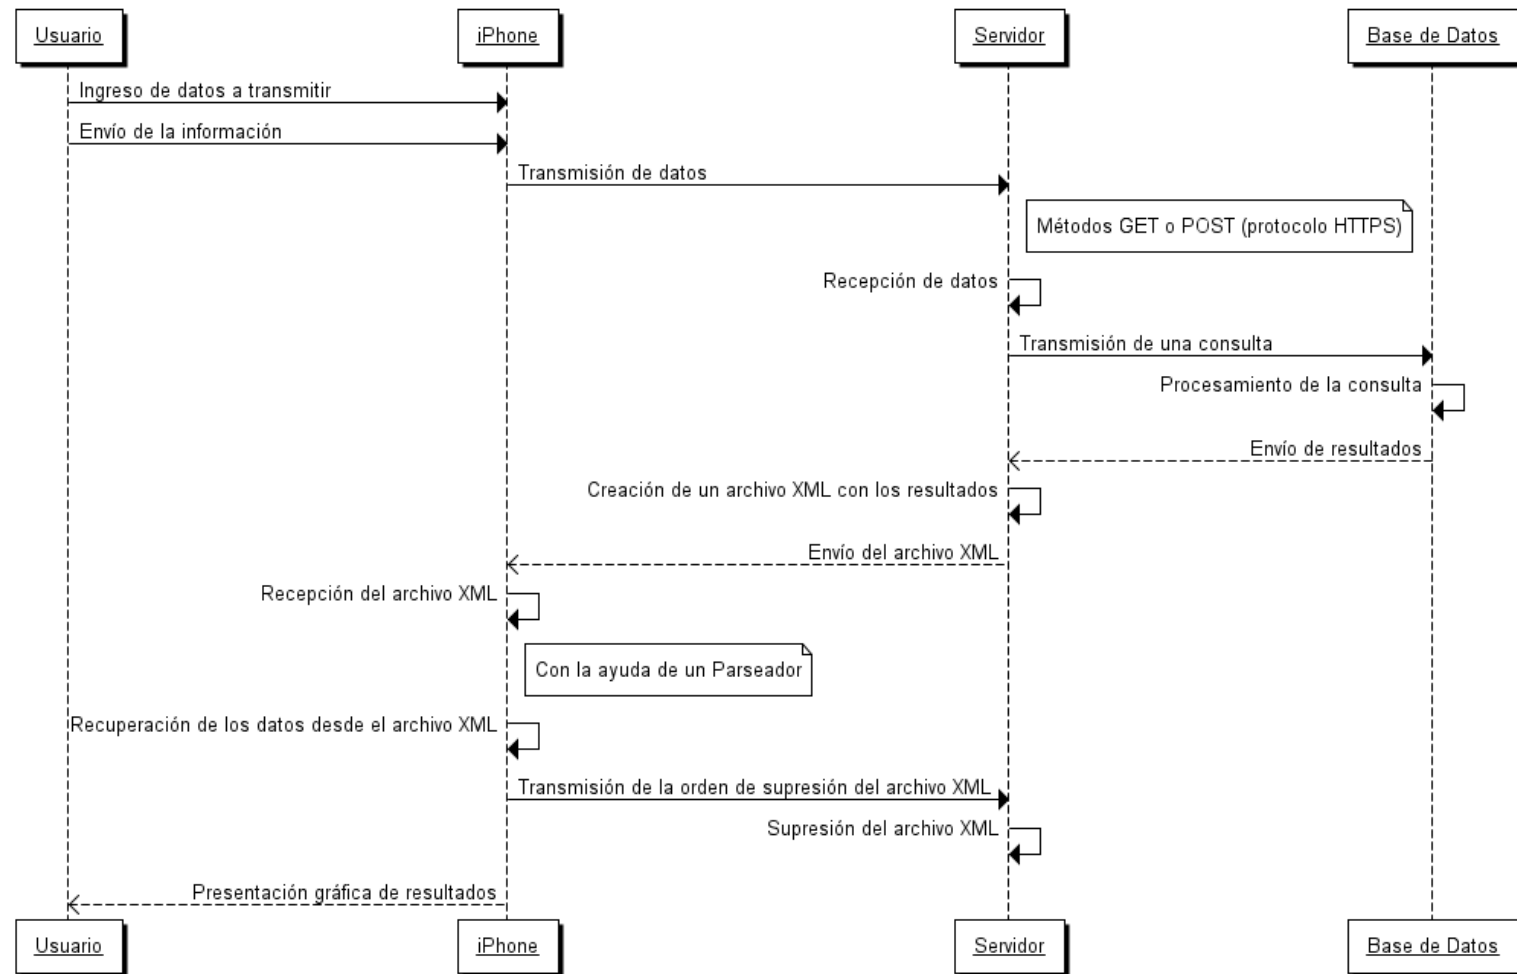 Usuario
iPhone
Servidor
Base de Datos
Ingreso de datos a transmitir
Envío de la información
Transmisión de datos
Métodos GET o POST (protocolo HTTPS)
Recepción de datos
Transmisión de una consulta
Procesamiento de la consulta
Envío de resultados
Creación de un archivo XML con los resultados
Envío del archivo XML
Recepción del archivo XML
Con la ayuda de un Parseador
Recuperación de los datos desde el archivo XML
Transmisión de la orden de supresión del archivo XML
Supresión del archivo XML
Presentación gráfica de resultados
Usuario
iPhone
Servidor
Base de Datos